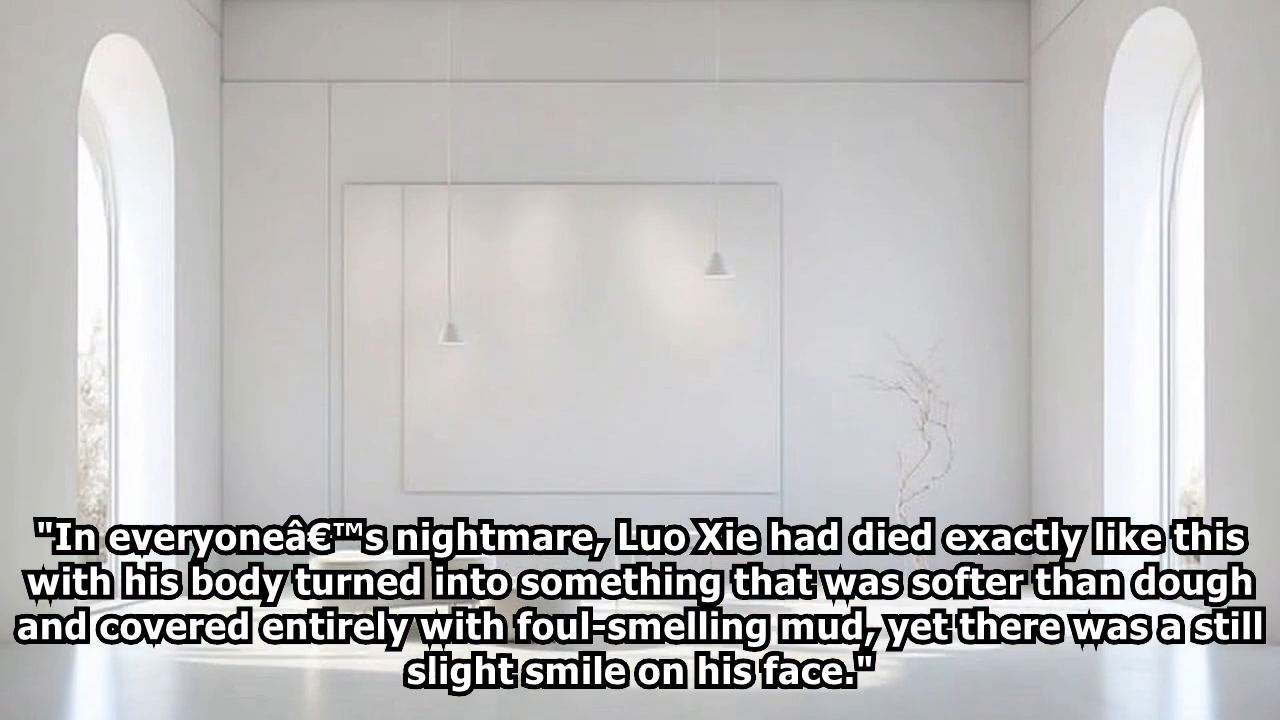 "In everyoneâ€™s nightmare, Luo Xie had died exactly like this
with his body turned into something that was softer than dough
and covered entirely with foul-smelling mud, yet there was a still
slight smile on his face."